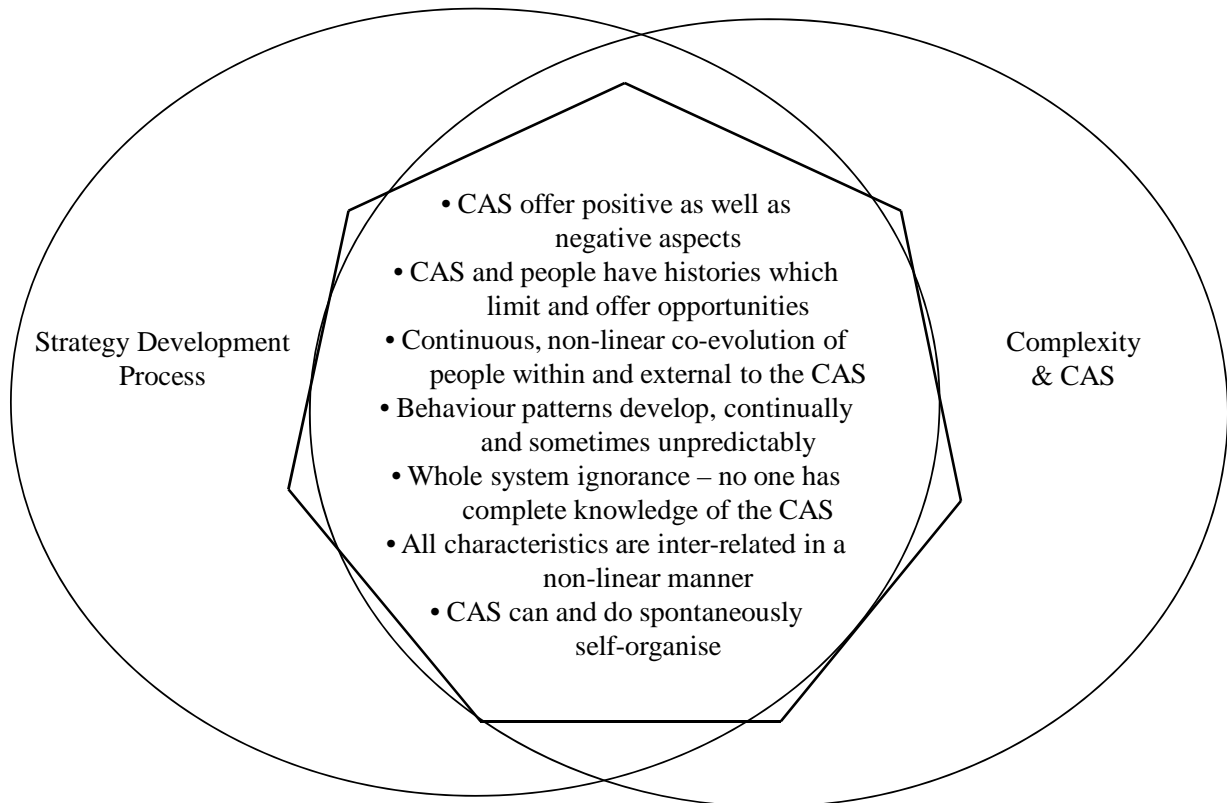 • CAS offer positive as well as
negative aspects
• CAS and people have histories which
limit and offer opportunities
Strategy Development
Process
• Continuous, non-linear co-evolution of
people within and external to the CAS
• Behaviour patterns develop, continually
and sometimes unpredictably
• Whole system ignorance – no one has
complete knowledge of the CAS
• All characteristics are inter-related in a
non-linear manner
• CAS can and do spontaneously
self-organise
Complexity
& CAS